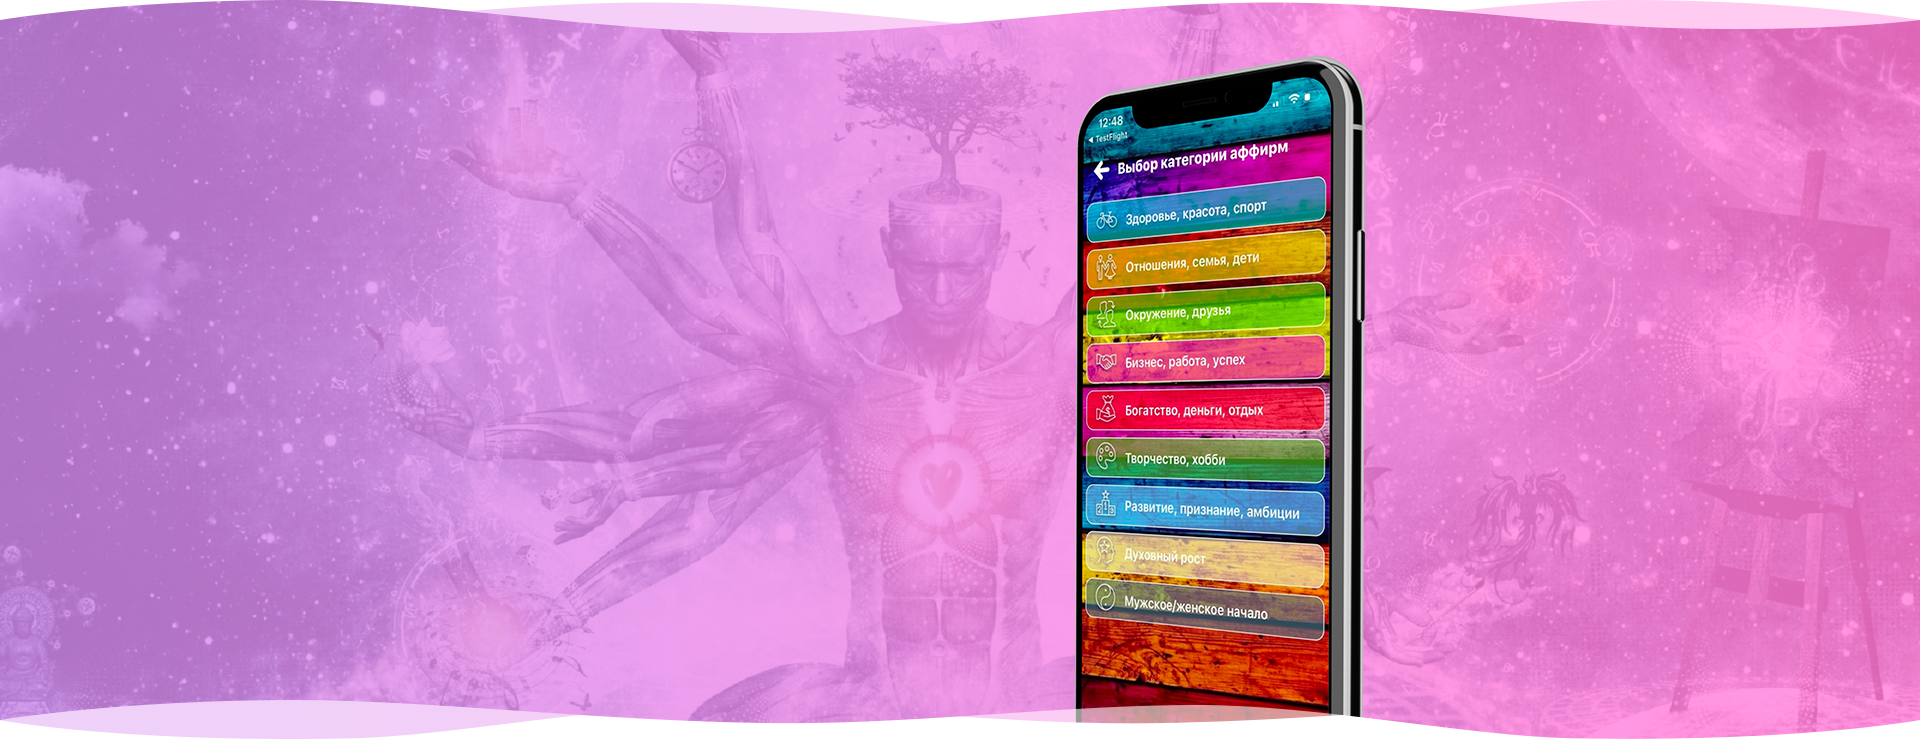 12:48
◀ TestFlight
Выбор категории аффирм
Здоровье, красота, спорт
Отношения, семья, дети
Окружение, друзья
Бизнес, работа, успех
Богатство, деньги, отдых
Творчество, хобби
Развитие, признание, амбиции
Духовный рост
Мужское/женское начало